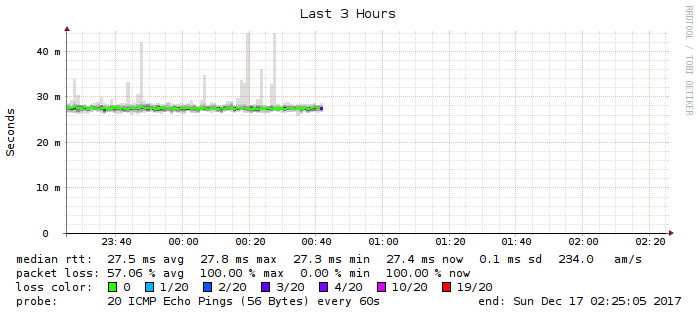 Last 3 Hours
RRDTOOL / TOBI OETIKER
Seconds
40 m
30 m
20 m
10 m
0
23:40 00:00 00:20 00:40 01:00 01:20 01:40 02:00 02:20
median rtt: 27.5 ms avg 27.8 ms max 27.3 ms min 27.4 ms now 0.1 ms sd 234.0 am/s
packet loss: 57.06 % avg 100.00 % max 0.00 % min 100.00 % now
loss color: 0 1/20 2/20 3/20 4/20 10/20 19/20
probe: 20 ICMP Echo Pings (56 Bytes) every 60s end: Sun Dec 17 02:25:05 2017